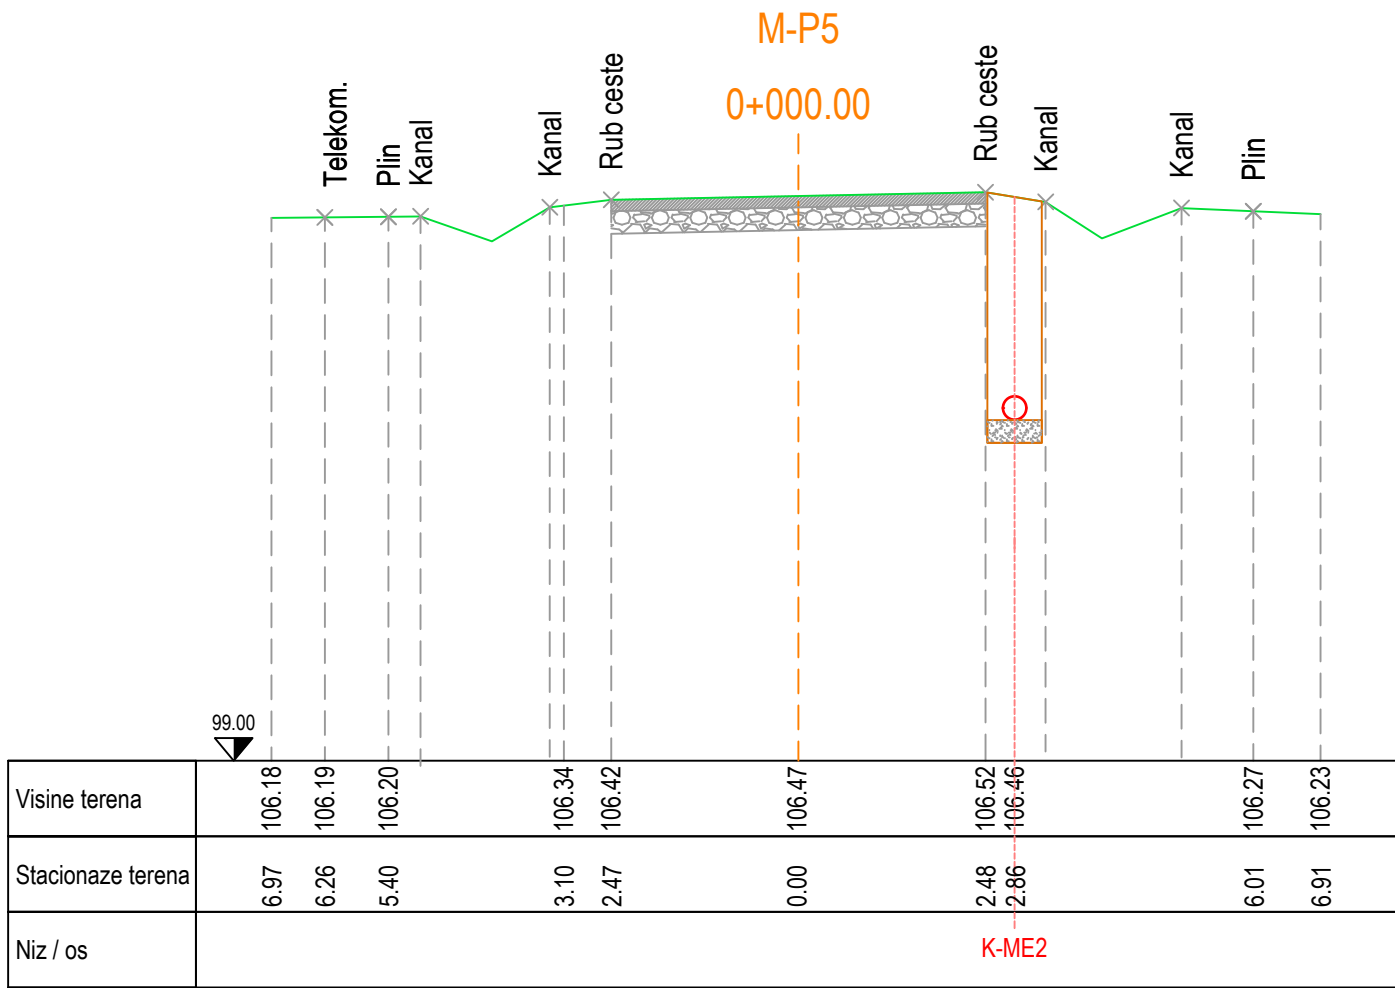 M-P5
0+000.00
Telekom.
Plin
Kanal
Kanal
Rub ceste
Rub ceste
Kanal
Kanal
Plin
99.00
Visine terena
106.18
106.19
106.20
106.34
106.42
106.47
106.52
106.46
106.27
106.23
Stacionaze terena
6.97
6.26
5.40
3.10
2.47
0.00
2.48
2.86
6.01
6.91
Niz / os
K-ME2